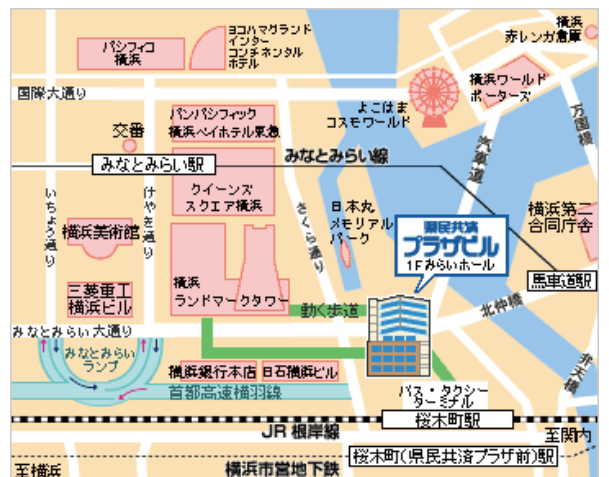 横浜
赤レンガ倉庫
パシフィコ
横浜
ヨコハマグランド
インター
コンチネンタル
ホテル
国際大通り
横浜ワールド
ポーターズ
よこはま
コスモワールド
万国橋
パンパシフィック
横浜ベイホテル東急
交番
汽車道
みなとみらい線
みなとみらい駅
いちょう通り
けやき通り
クイーンズ
スクエア横浜
さくら通り
日本丸
メモリアル
パーク
横浜第二
合同庁舎
県民共済
プラザビル
1Fみらいホール
横浜美術館
馬車道駅
横浜
ランドマークタワー
三菱重工
横浜ビル
動く歩道
北仲橋
みなとみらい大通り
みなとみらい
ランプ
弁天橋
横浜銀行本店
日石横浜ビル
首都高速横羽線
バス・タクシー
ターミナル
桜木町駅
JR 根岸線
至関内
桜木町(県民共済プラザ前)駅
至横浜
横浜市営地下鉄